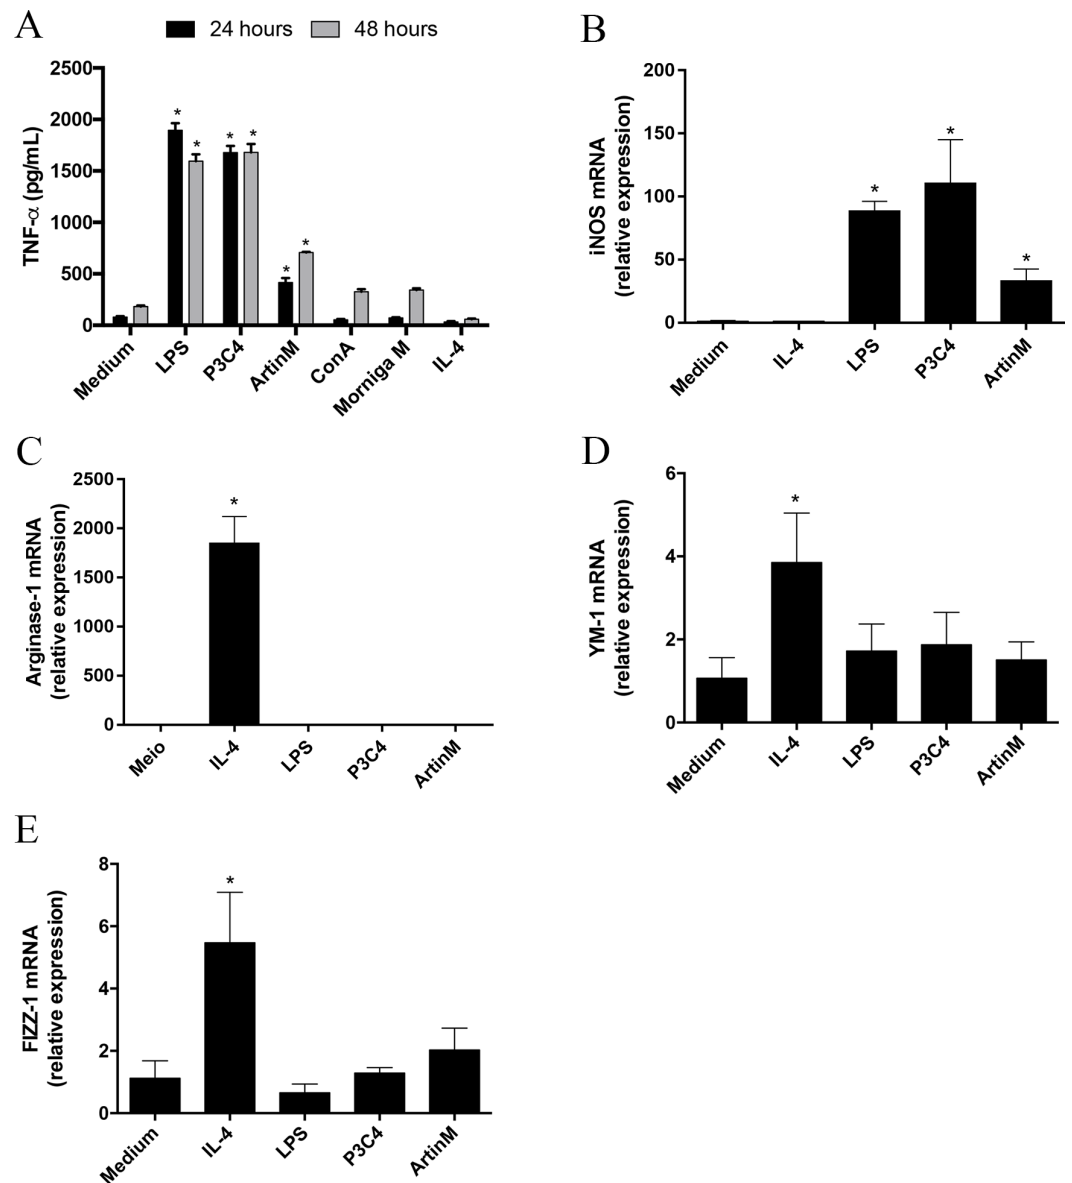 A
24 hours 48 hours
TNF-α (pg/mL)
2500
2000
1500
1000
500
0
* * * * * *
Medium LPS P3C4 ArtinM ConA Morniga M IL-4
B
iNOS mRNA
(relative expression)
200
150
100
50
0
* * *
Medium IL-4 LPS P3C4 ArtinM
C
Arginase-1 mRNA
(relative expression)
2500
2000
1500
1000
500
0
*
Meio IL-4 LPS P3C4 ArtinM
D
YM-1 mRNA
(relative expression)
6
4
2
0
*
Medium IL-4 LPS P3C4 ArtinM
E
FIZZ-1 mRNA
(relative expression)
8
6
4
2
0
*
Medium IL-4 LPS P3C4 ArtinM